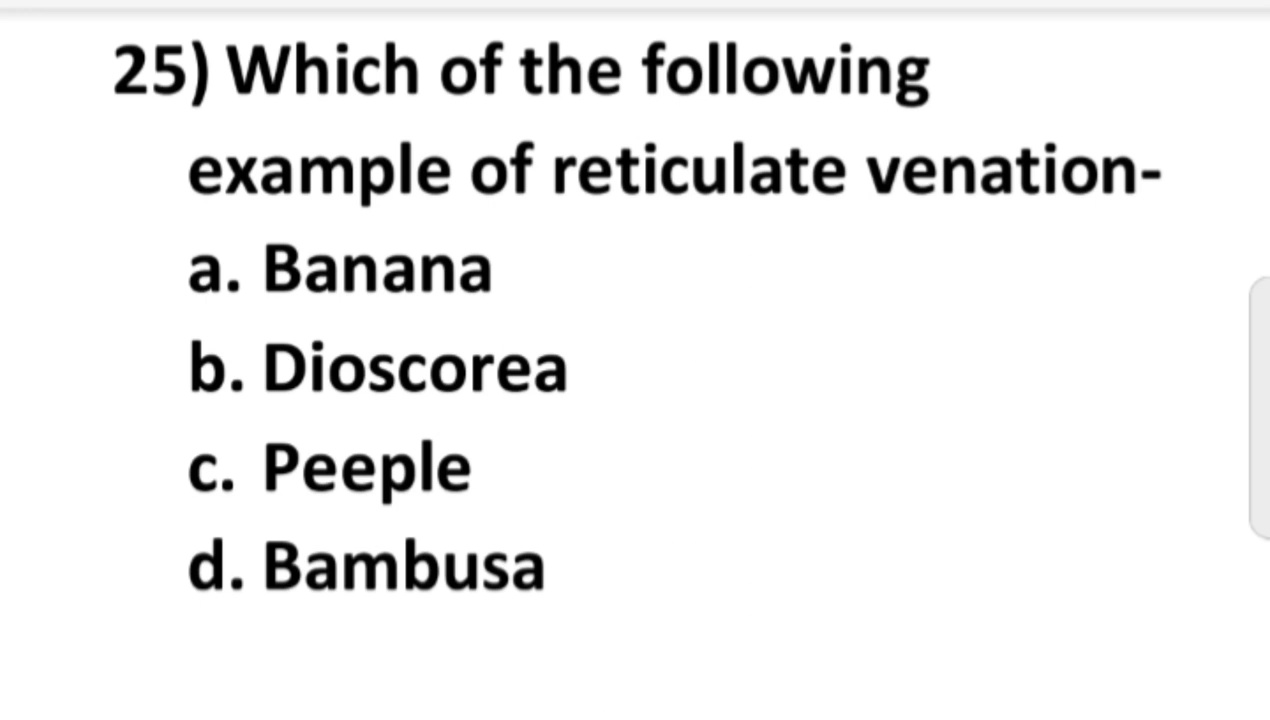 25) Which of the following
example of reticulate venation-
a. Banana
b. Dioscorea
c. Peeple
d. Bambusa